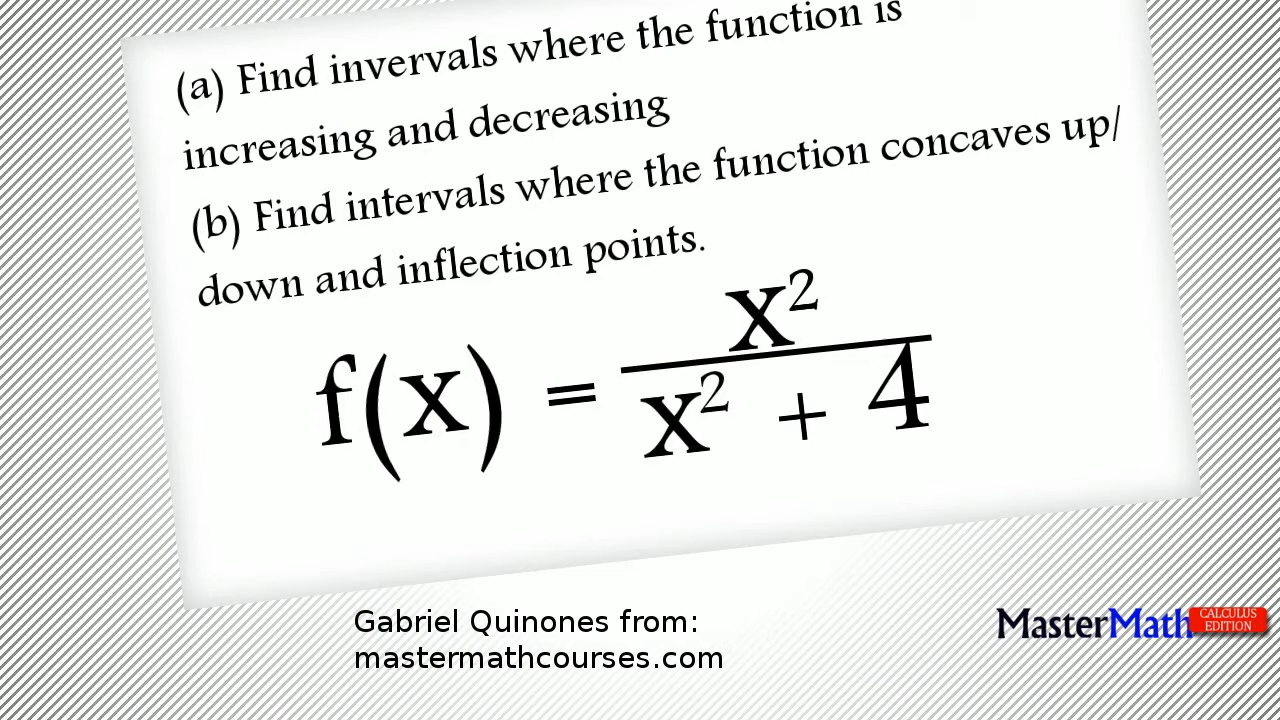 (a) Find invervals where the function is
increasing and decreasing
(b) Find intervals where the function concaves up/
down and inflection points.
f(x) = x² / x² + 4
Gabriel Quinones from:
mastermathcourses.com
MasterMath CALCULUS EDITION